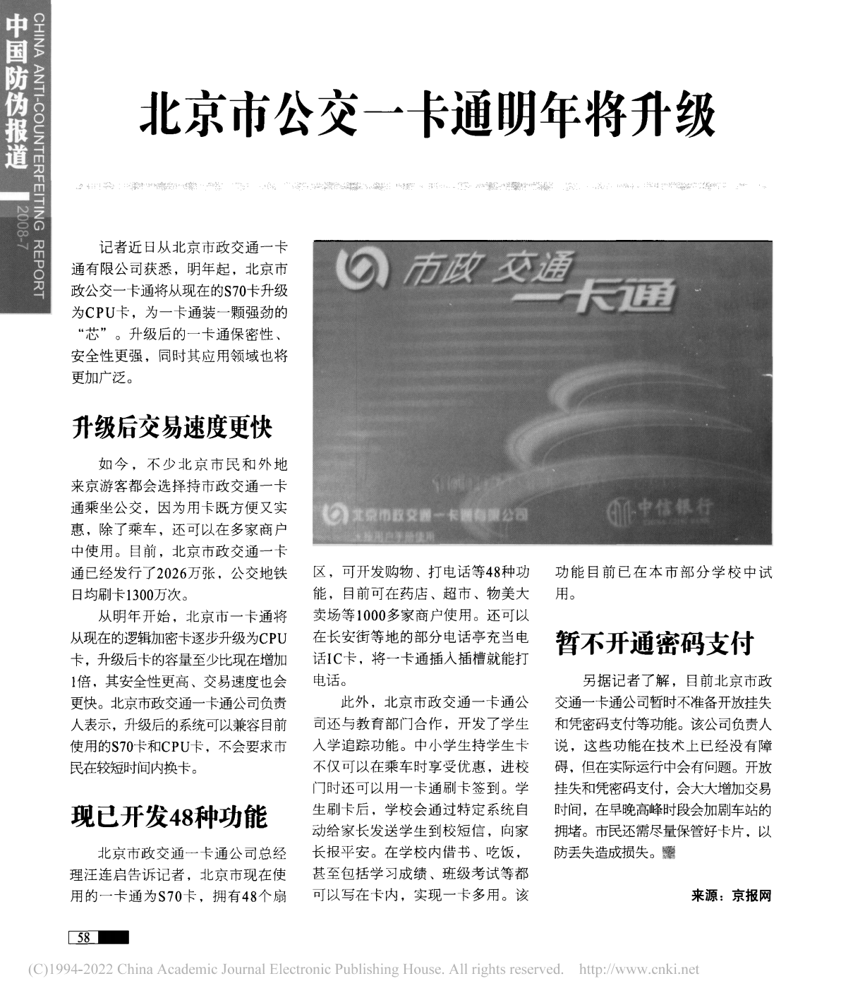 中国防伪报道
CHINA ANTI-COUNTERFEITING REPORT
2008-7
北京市公交一卡通明年将升级
记者近日从北京市政交通一卡
通有限公司获悉，明年起，北京市
政公交一卡通将从现在的S70卡升级
为CPU卡，为一卡通装一颗强劲的
“芯”。升级后的一卡通保密性、
安全性更强，同时其应用领域也将
更加广泛。
升级后交易速度更快
如今，不少北京市民和外地
来京游客都会选择持市政交通一卡
通乘坐公交，因为用卡既方便又实
惠，除了乘车，还可以在多家商户
中使用。目前，北京市政交通一卡
通已经发行了2026万张，公交地铁
日均刷卡1300万次。
从明年开始，北京市一卡通将
从现在的逻辑加密卡逐步升级为CPU
卡，升级后卡的容量至少比现在增加
1倍，其安全性更高、交易速度也会
更快。北京市政交通一卡通公司负责
人表示，升级后的系统可以兼容目前
使用的S70卡和CPU卡，不会要求市
民在较短时间内换卡。
现已开发48种功能
北京市政交通一卡通公司总经
理汪连启告诉记者，北京市现在使
用的一卡通为S70卡，拥有48个扇
市政 交通
一卡通
北京市政交通一卡通有限公司
中信银行
区，可开发购物、打电话等48种功
能，目前可在药店、超市、物美大
卖场等1000多家商户使用。还可以
在长安街等地的部分电话亭充当电
话IC卡，将一卡通插入插槽就能打
电话。
此外，北京市政交通一卡通公
司还与教育部门合作，开发了学生
入学追踪功能。中小学生持学生卡
不仅可以在乘车时享受优惠，进校
门时还可以用一卡通刷卡签到。学
生刷卡后，学校会通过特定系统自
动给家长发送学生到校短信，向家
长报平安。在学校内借书、吃饭，
甚至包括学习成绩、班级考试等都
可以写在卡内，实现一卡多用。该
功能目前已在本市部分学校中试
用。
暂不开通密码支付
另据记者了解，目前北京市政
交通一卡通公司暂时不准备开放挂失
和凭密码支付等功能。该公司负责人
说，这些功能在技术上已经没有障
碍，但在实际运行中会有问题。开放
挂失和凭密码支付，会大大增加交易
时间，在早晚高峰时段会加剧车站的
拥堵。市民还需尽量保管好卡片，以
防丢失造成损失。
来源：京报网
58
(C)1994-2022 China Academic Journal Electronic Publishing House. All rights reserved. http://www.cnki.net